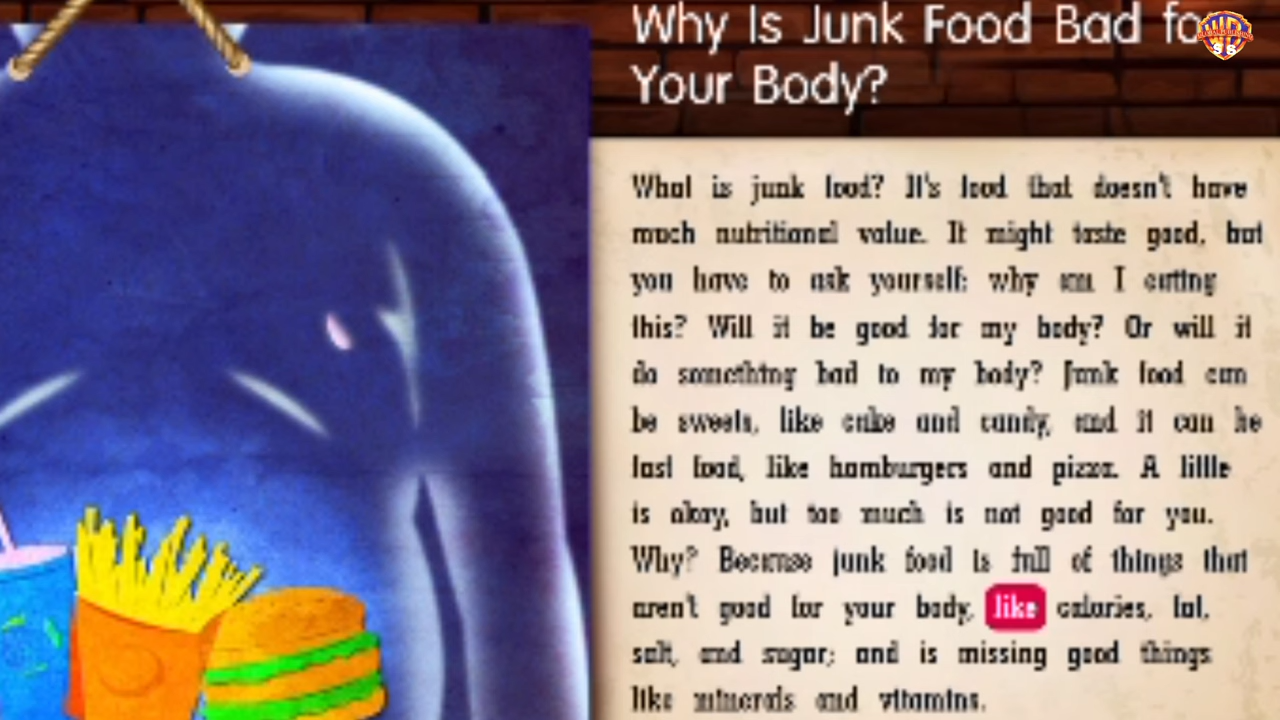 Why Is Junk Food Bad fo
Your Body?
What is junk food? It's food that doesn't have
much nutritional value. It might taste good, but
you have to ask yourself: why am I eating
this? Will it be good for my body? Or will it
do something bad to my body? Junk food can
be sweets, like cake and candy, and it can be
fast food, like hamburgers and pizza. A little
is okay, but too much is not good for you.
Why? Because junk food is full of things that
aren't good for your body, like calories, fat,
salt, and sugar; and is missing good things
like minerals and vitamins.